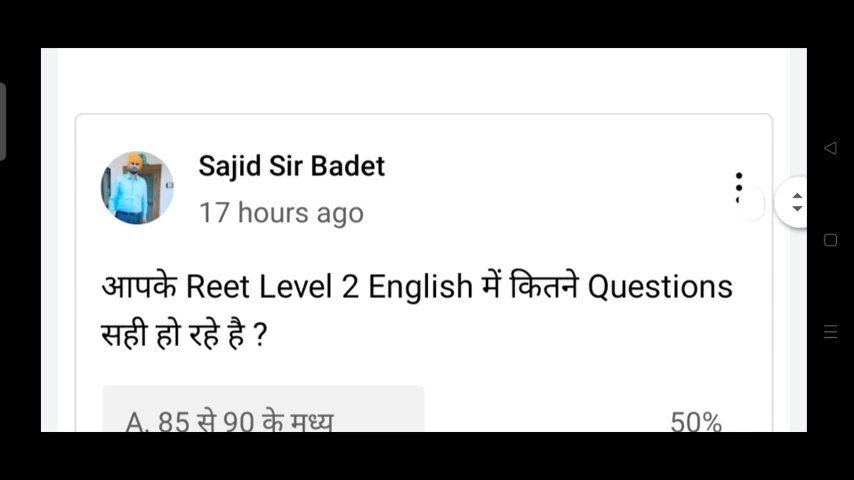 Sajid Sir Badet
17 hours ago
आपके Reet Level 2 English में कितने Questions
सही हो रहे है ?
A. 85 से 90 के मध्य
50%